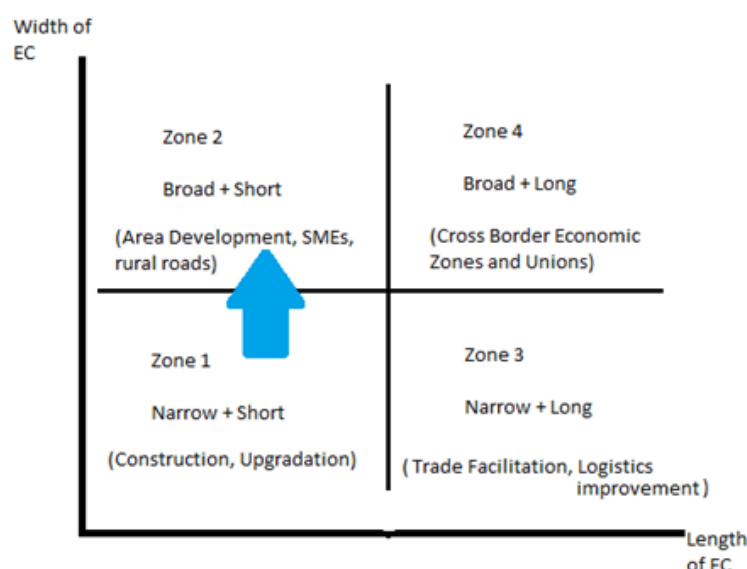 Width of
EC
Zone 2
Broad + Short
(Area Development, SMEs,
rural roads)
Zone 4
Broad + Long
(Cross Border Economic
Zones and Unions)
Zone 1
Narrow + Short
(Construction, Upgradation)
Zone 3
Narrow + Long
( Trade Facilitation, Logistics
improvement )
Length
of EC